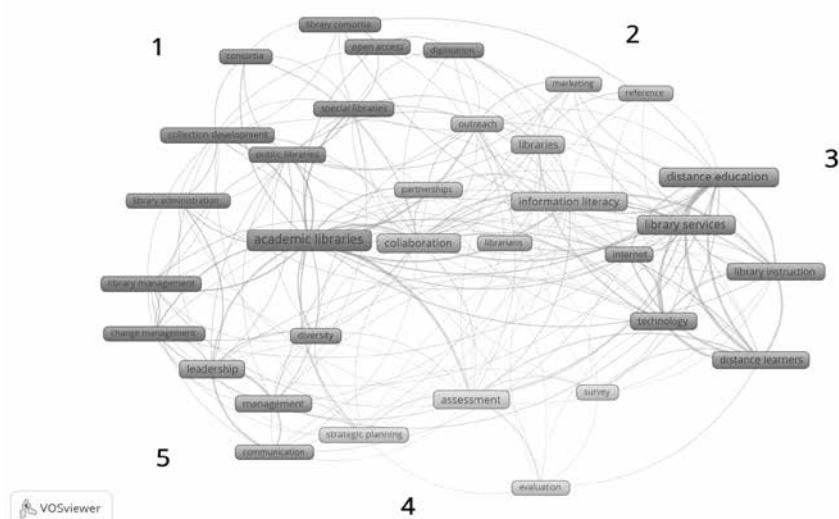 library consortia
1
open access
digitisation
2
consortia
marketing
reference
special libraries
outreach
collection development
libraries
public libraries
3
distance education
partnerships
library administration
information literacy
library services
academic libraries
collaboration
librarians
internet
library instruction
library management
technology
change management
diversity
distance learners
leadership
survey
management
assessment
strategic planning
communication
5
evaluation
4
VOSviewer